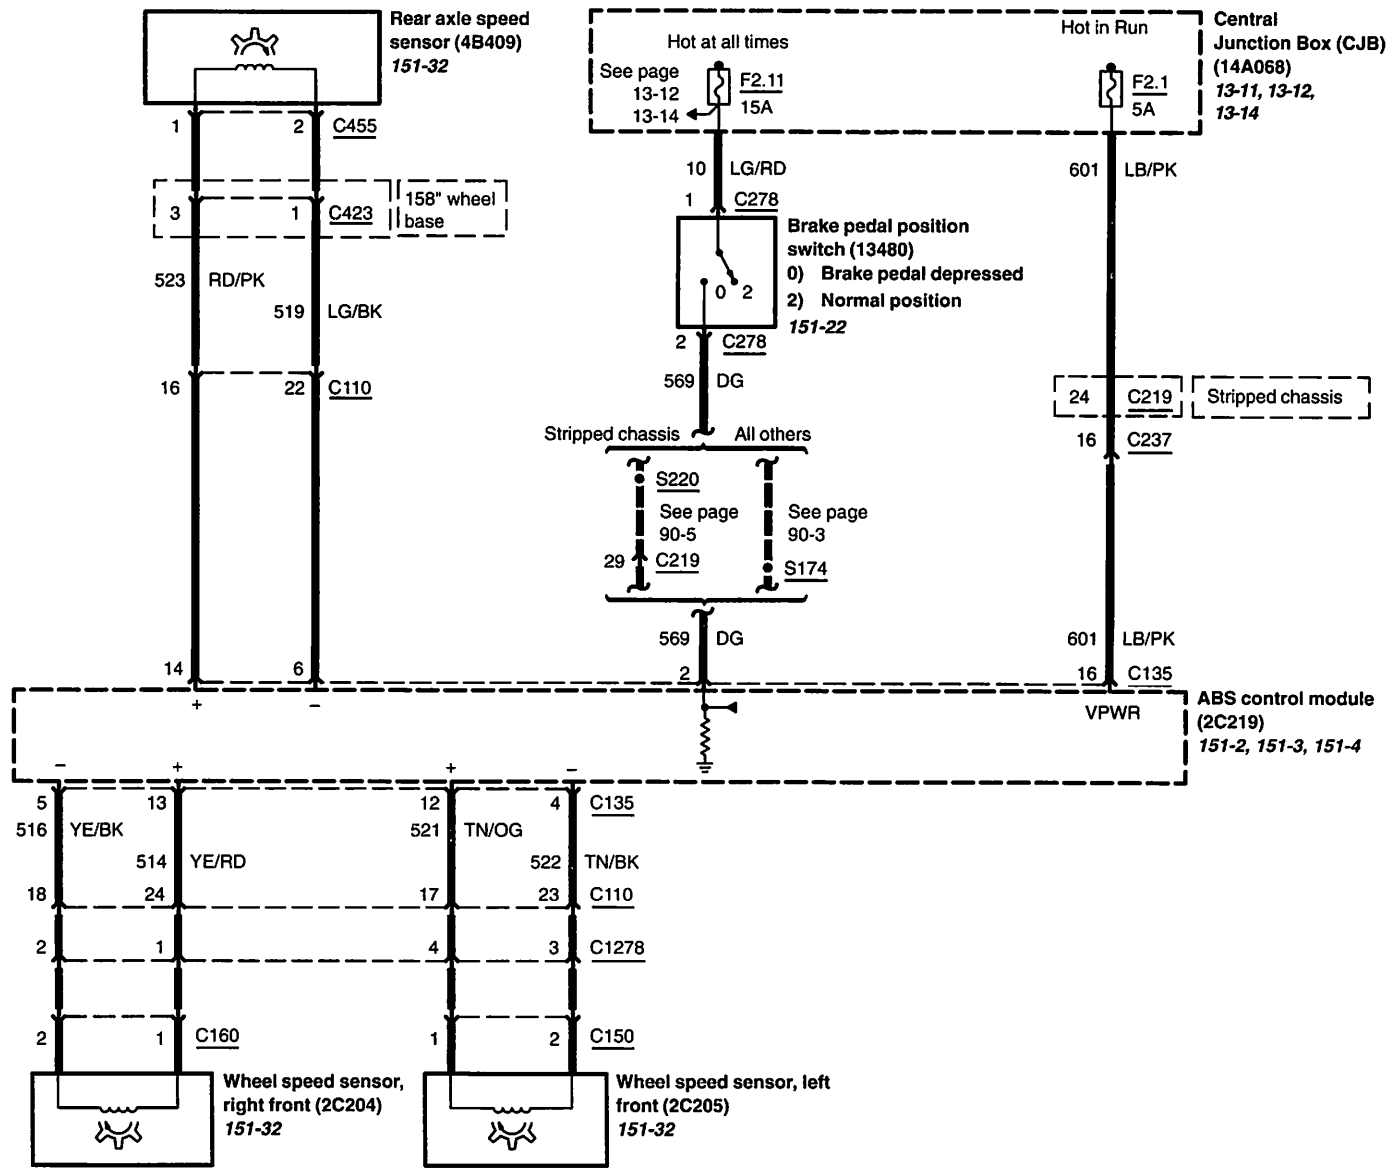 Rear axle speed
sensor (4B409)
151-32
1
2
C455
3
1
C423
158" wheel
base
523
RD/PK
519
LG/BK
16
22
C110
14
6
+
–
Hot at all times
See page
13-12
13-14
F2.11
15A
Hot in Run
F2.1
5A
Central
Junction Box (CJB)
(14A068)
13-11, 13-12,
13-14
10
LG/RD
1
C278
Brake pedal position
switch (13480)
0) Brake pedal depressed
2) Normal position
151-22
0
2
2
C278
569
DG
Stripped chassis
All others
S220
See page
90-5
29
C219
See page
90-3
S174
569
DG
2
601
LB/PK
24
C219
Stripped chassis
16
C237
601
LB/PK
16
C135
VPWR
ABS control module
(2C219)
151-2, 151-3, 151-4
–
+
+
–
5
13
12
4
C135
516
YE/BK
521
TN/OG
514
YE/RD
522
TN/BK
18
24
17
23
C110
2
1
4
3
C1278
2
1
C160
1
2
C150
Wheel speed sensor,
right front (2C204)
151-32
Wheel speed sensor, left
front (2C205)
151-32